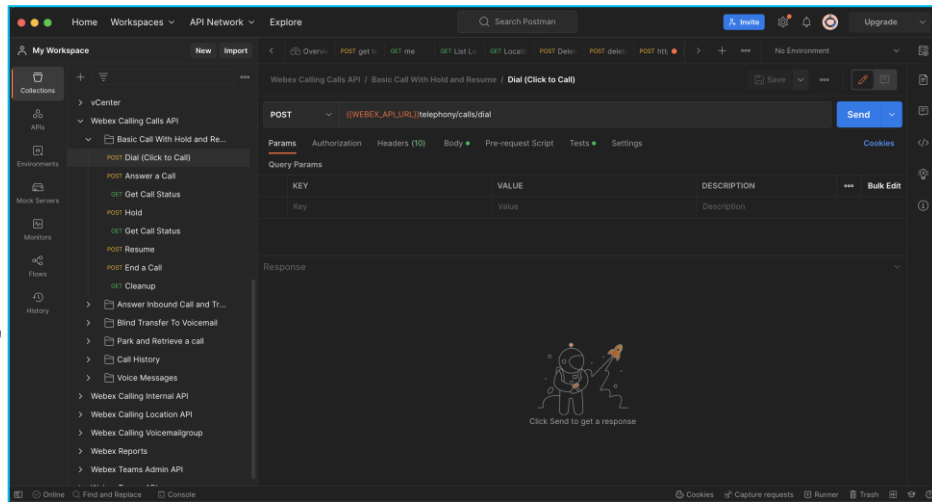 Home Workspaces API Network Explore Search Postman Invite Upgrade
My Workspace New Import Overvi POST get t GET me GET List Lo GET Locati POST Delet POST delet POST htt No Environment
Collections
APIs
Environments
Mock Servers
Monitors
Flows
History
vCenter
Webex Calling Calls API
Basic Call With Hold and Re...
POST Dial (Click to Call)
POST Answer a Call
GET Get Call Status
POST Hold
GET Get Call Status
POST Resume
POST End a Call
GET Cleanup
Answer Inbound Call and Tr...
Blind Transfer To Voicemail
Park and Retrieve a call
Call History
Voice Messages
Webex Calling Internal API
Webex Calling Location API
Webex Calling Voicemailgroup
Webex Reports
Webex Teams Admin API
Webex Calling Calls API / Basic Call With Hold and Resume / Dial (Click to Call) Save
POST {{WEBEX_API_URL}}telephony/calls/dial Send
Params Authorization Headers (10) Body Pre-request Script Tests Settings Cookies
Query Params
KEY VALUE DESCRIPTION Bulk Edit
Key Value Description
Response
Click Send to get a response
Online Find and Replace Console Cookies Capture requests Runner Trash